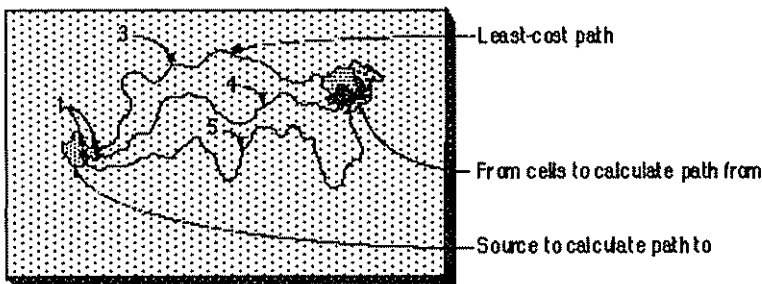 3
Least-cost path
4
1
5
From cells to calculate path from
Source to calculate path to